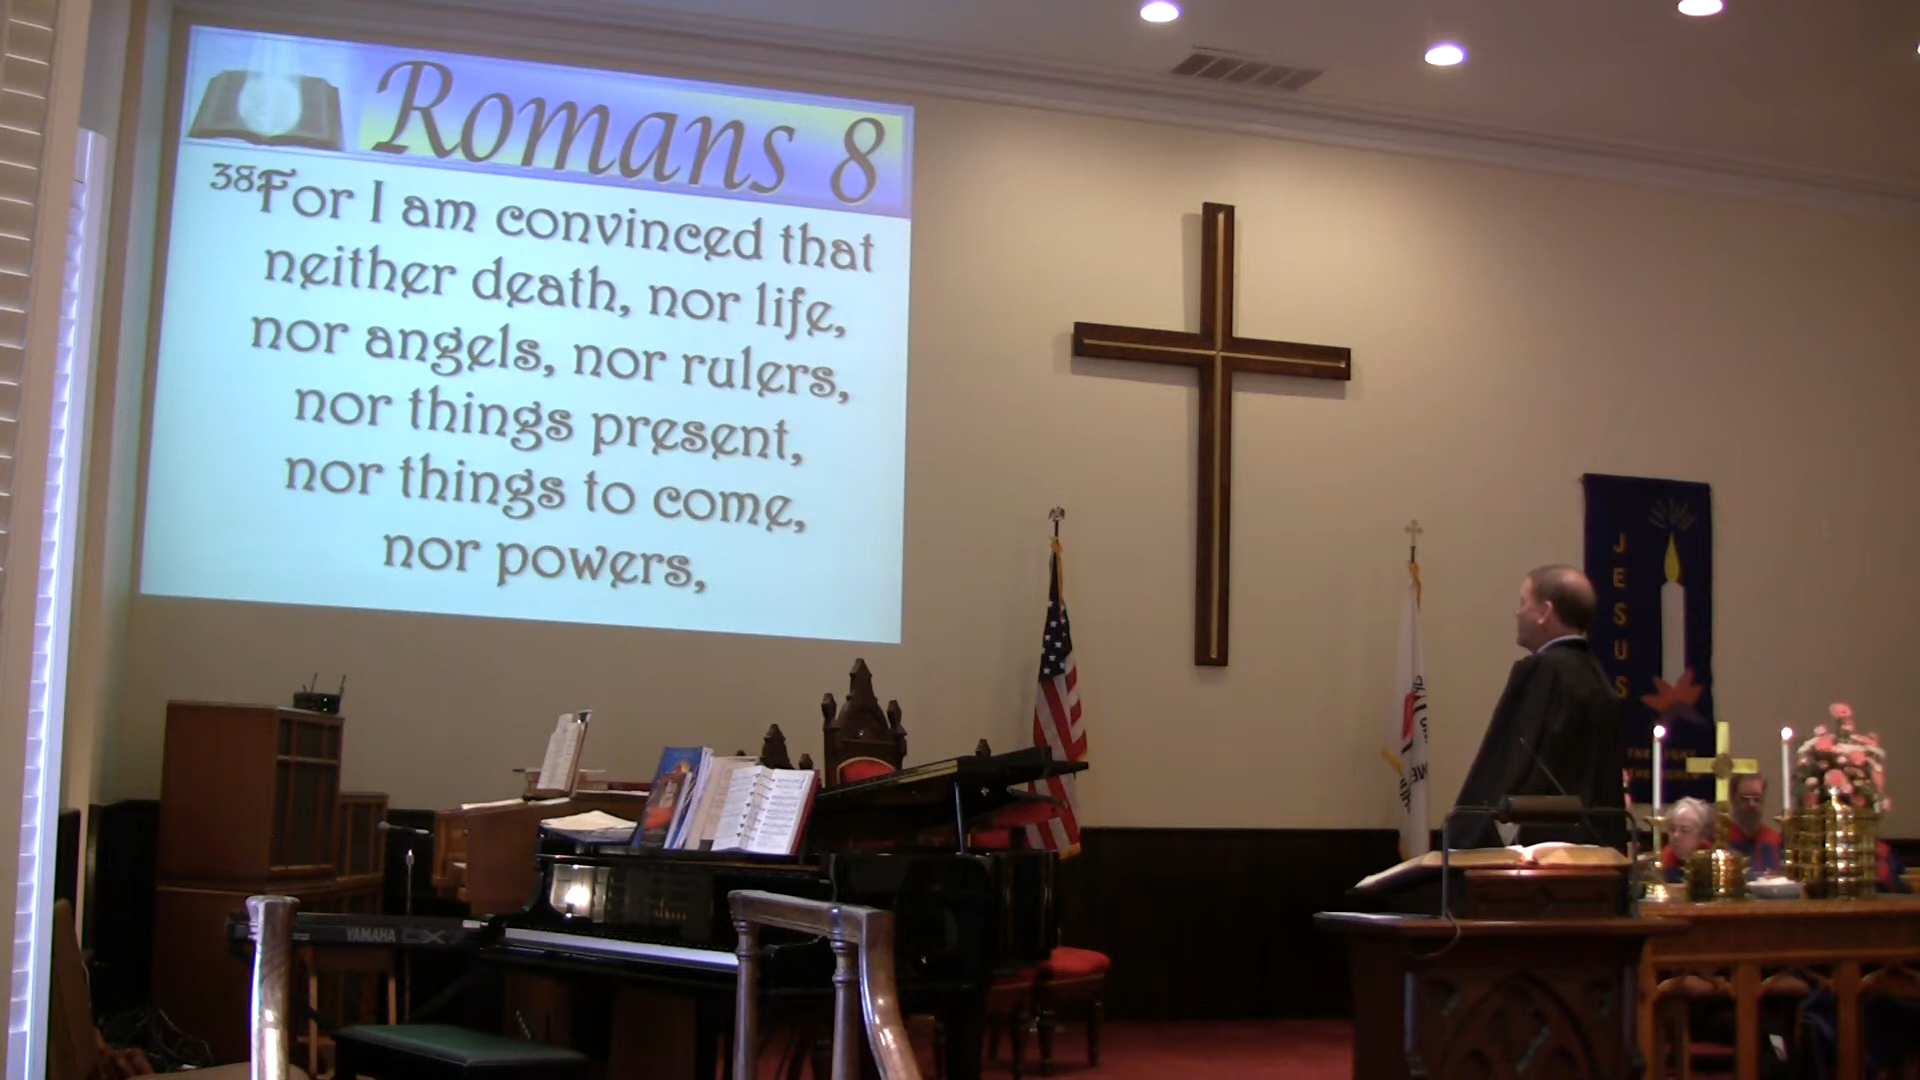 Romans 8
38For I am convinced that
neither death, nor life,
nor angels, nor rulers,
nor things present,
nor things to come,
nor powers,
JESUS
YAMAHA